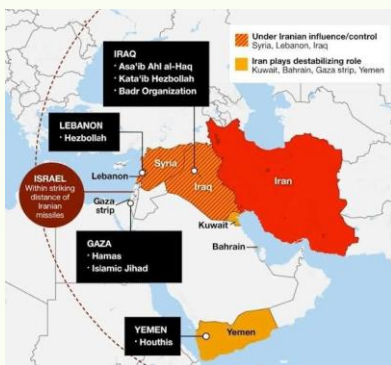 Under Iranian influence/control
Syria, Lebanon, Iraq
Iran plays destabilizing role
Kuwait, Bahrain, Gaza strip, Yemen
IRAQ
• Asa'ib Ahl al-Haq
• Kata'ib Hezbollah
• Badr Organization
LEBANON
• Hezbollah
ISRAEL
Within striking
distance of
Iranian
missiles
Lebanon
Syria
Iraq
Iran
Gaza
strip
Kuwait
Bahrain
GAZA
• Hamas
• Islamic Jihad
YEMEN
• Houthis
Yemen